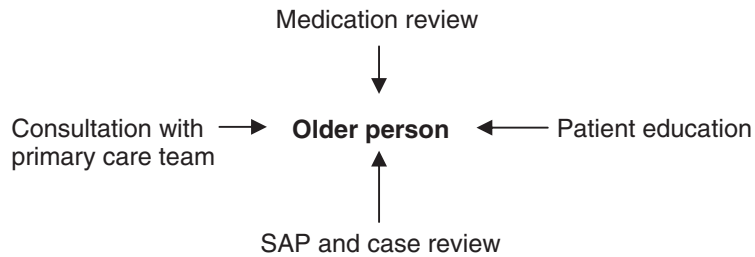 Medication review
Consultation with
primary care team
Older person
Patient education
SAP and case review